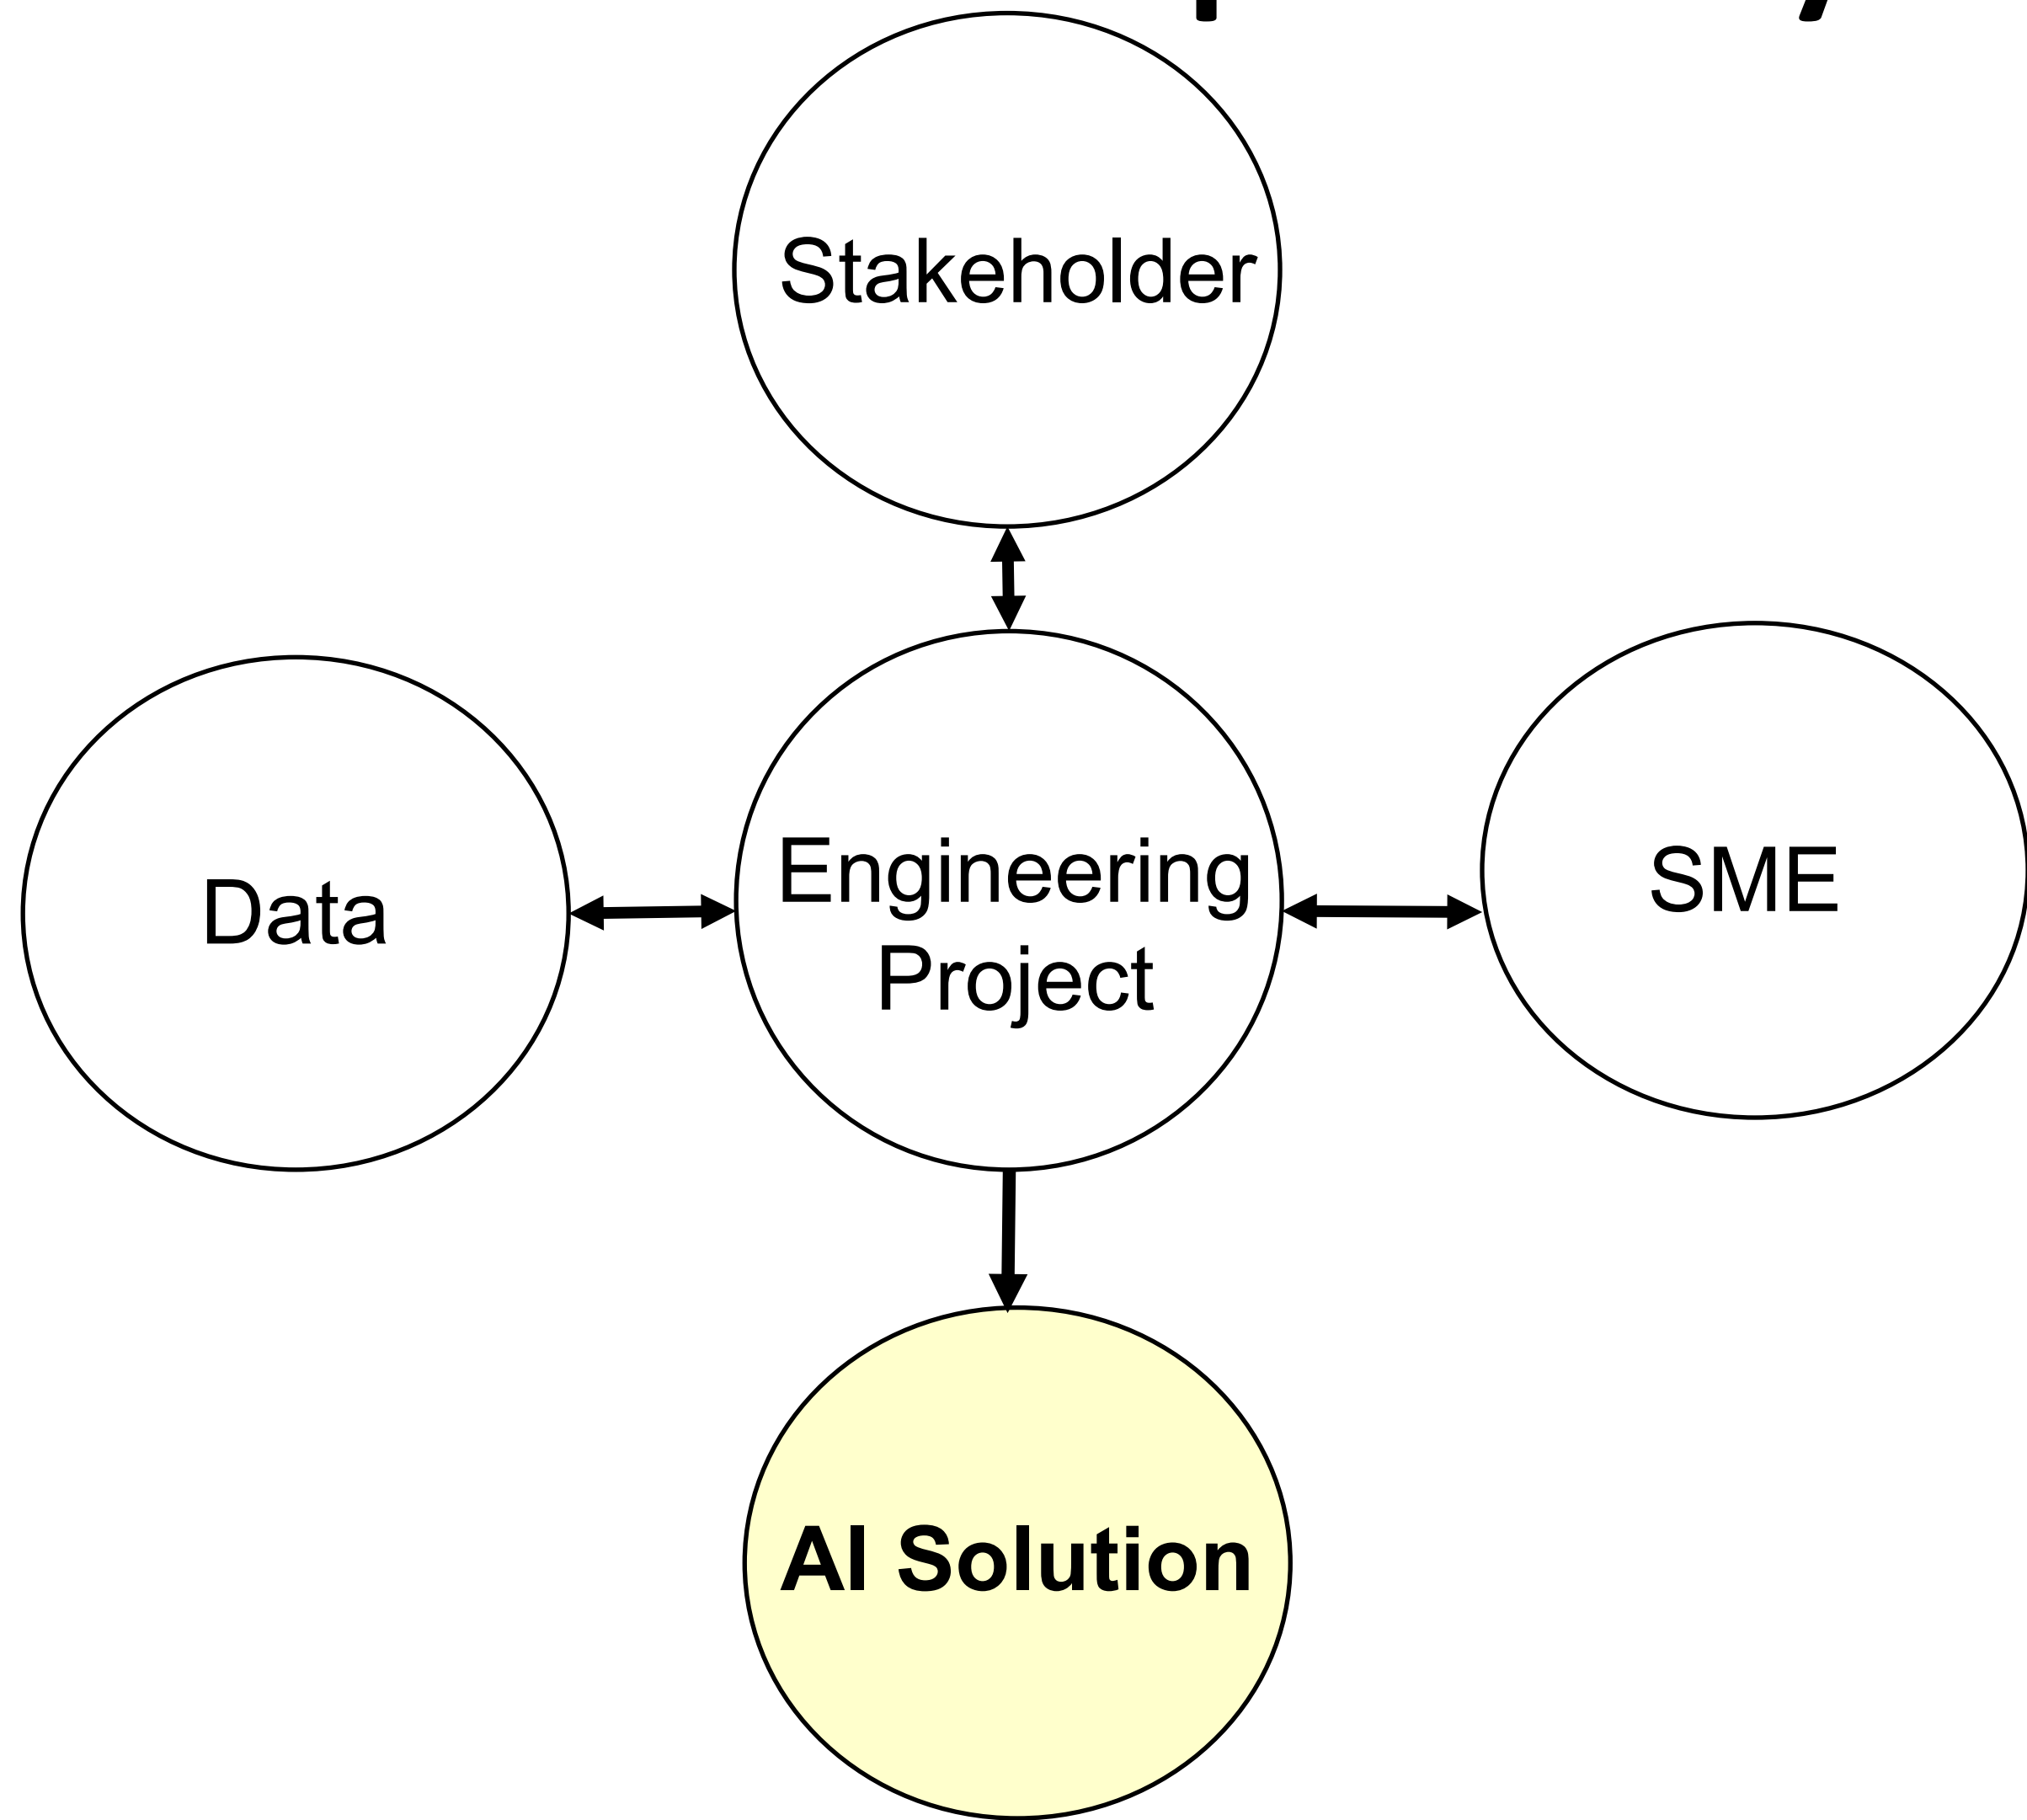 Stakeholder
Data
Engineering
Project
SME
AI Solution